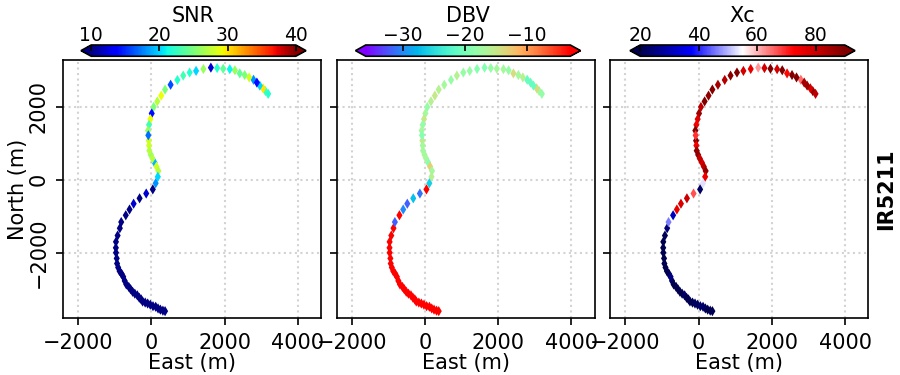 SNR DBV Xc
10 20 30 40 −30 −20 −10 20 40 60 80
2000
0
−2000
North (m)
IR5211
−2000 0 2000 4000 −2000 0 2000 4000 −2000 0 2000 4000
East (m) East (m) East (m)